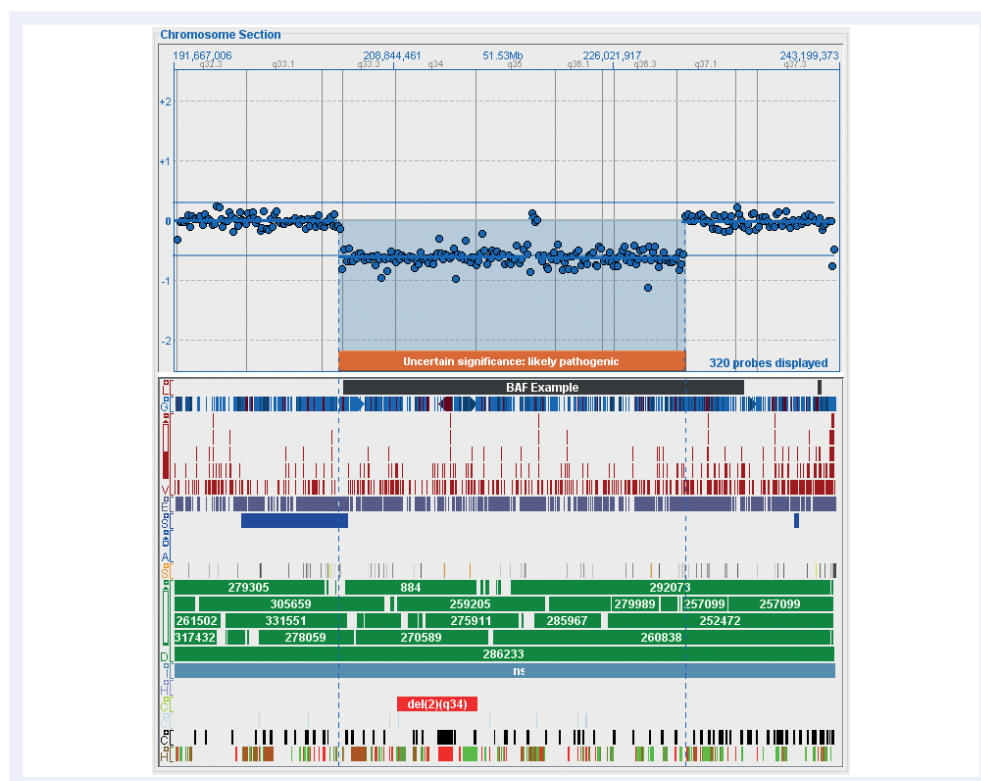 Chromosome Section
191,667,006 208,844,461 51.53Mb 226,021,917 243,199,373
q32.3 q33.1 q33.3 q34 q35 q36.1 q36.3 q37.1 q37.3
+2
+1
0
-1
-2
Uncertain significance: likely pathogenic 320 probes displayed
BAF Example
G
V
E
S
A
S
279305 884 292073
305659 259205 279989 257099 257099
261502 331551 275911 285967 252472
317432 278059 270589 260838
D 286233
I ns
H
del(2)(q34)
C
H